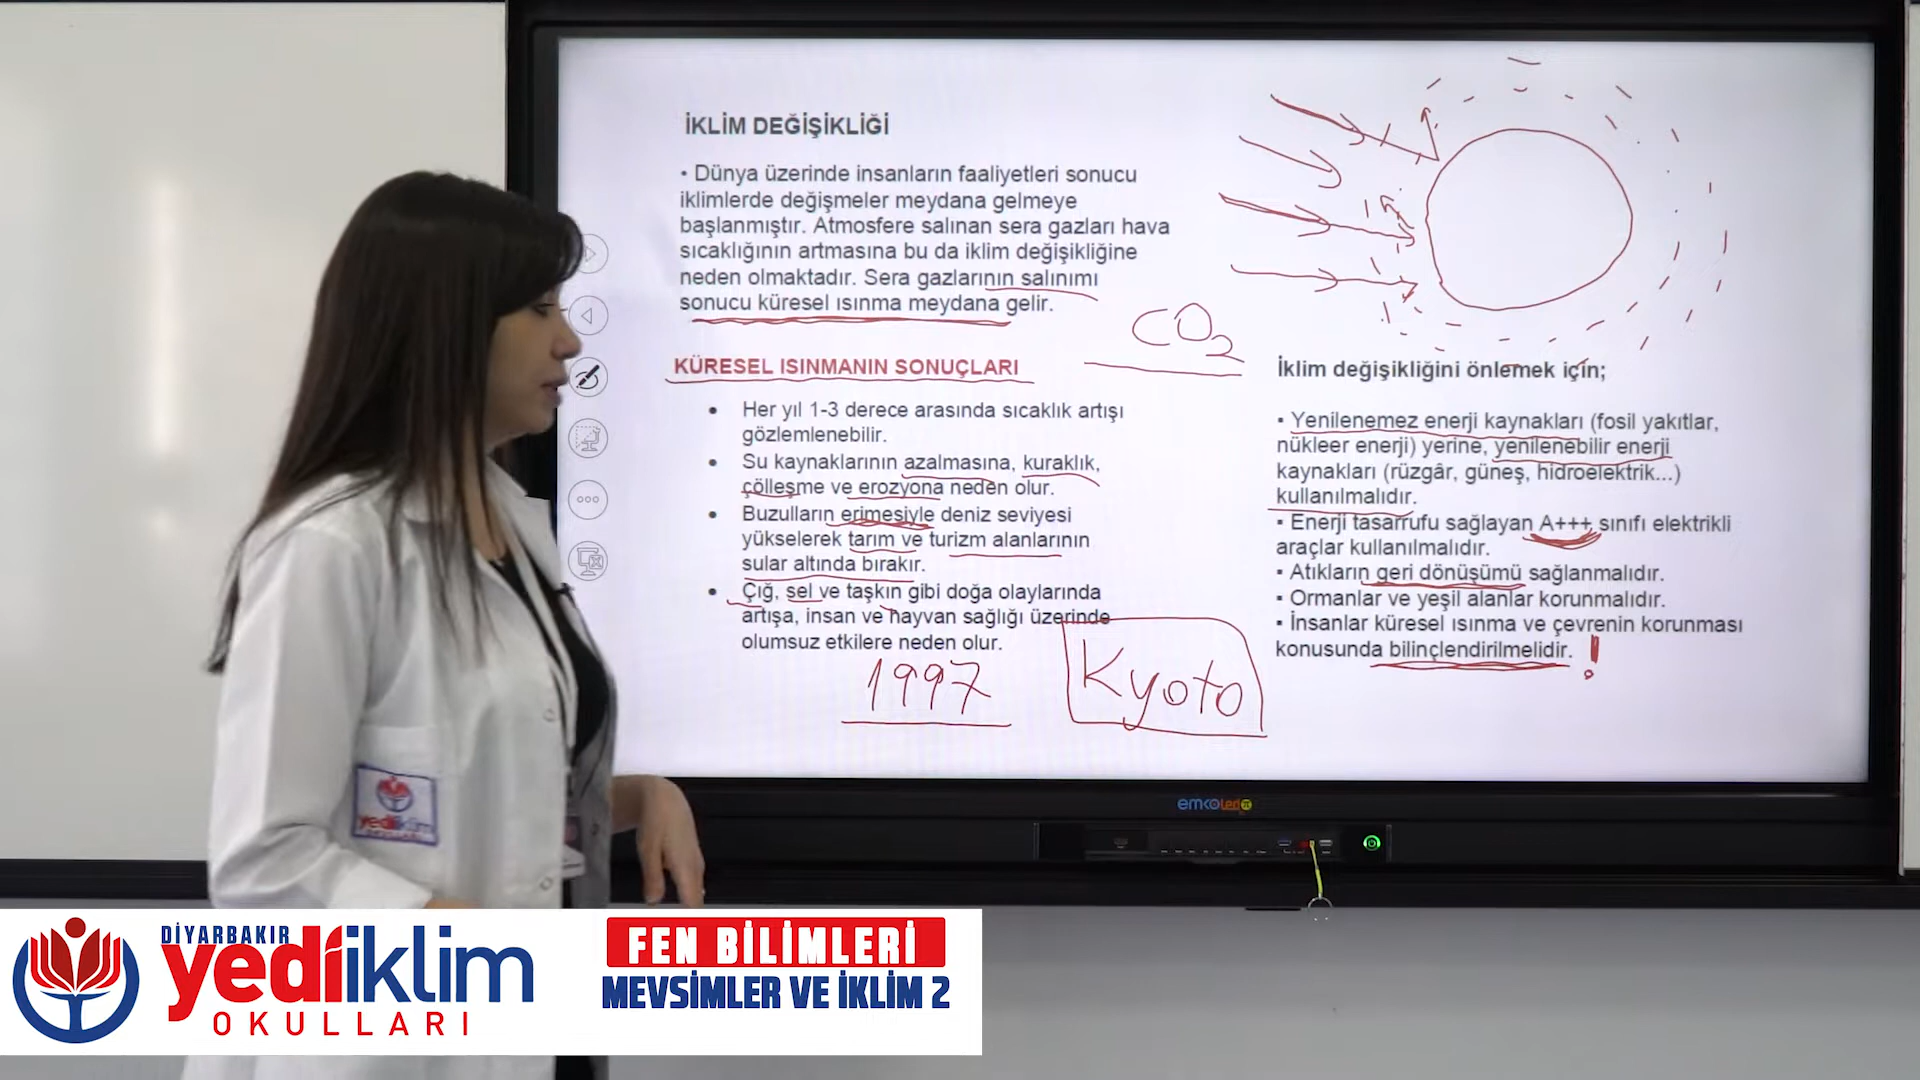 İKLİM DEĞİŞİKLİĞİ
• Dünya üzerinde insanların faaliyetleri sonucu
iklimlerde değişmeler meydana gelmeye
başlanmıştır. Atmosfere salınan sera gazları hava
sıcaklığının artmasına bu da iklim değişikliğine
neden olmaktadır. Sera gazlarının salınımı
sonucu küresel ısınma meydana gelir.
CO2
KÜRESEL ISINMANIN SONUÇLARI
• Her yıl 1-3 derece arasında sıcaklık artışı
gözlemlenebilir.
• Su kaynaklarının azalmasına, kuraklık,
çölleşme ve erozyona neden olur.
• Buzulların erimesiyle deniz seviyesi
yükselerek tarım ve turizm alanlarının
sular altında bırakır.
• Çığ, sel ve taşkın gibi doğa olaylarında
artışa, insan ve hayvan sağlığı üzerinde
olumsuz etkilere neden olur.
1997
Kyoto
İklim değişikliğini önlemek için;
▪ Yenilenemez enerji kaynakları (fosil yakıtlar,
nükleer enerji) yerine, yenilenebilir enerji
kaynakları (rüzgâr, güneş, hidroelektrik...)
kullanılmalıdır.
▪ Enerji tasarrufu sağlayan A+++ sınıfı elektrikli
araçlar kullanılmalıdır.
▪ Atıkların geri dönüşümü sağlanmalıdır.
▪ Ormanlar ve yeşil alanlar korunmalıdır.
▪ İnsanlar küresel ısınma ve çevrenin korunması
konusunda bilinçlendirilmelidir. !
emkoled
yediiklim
DİYARBAKIR
yediiklim
OKULLARI
FEN BİLİMLERİ
MEVSİMLER VE İKLİM 2